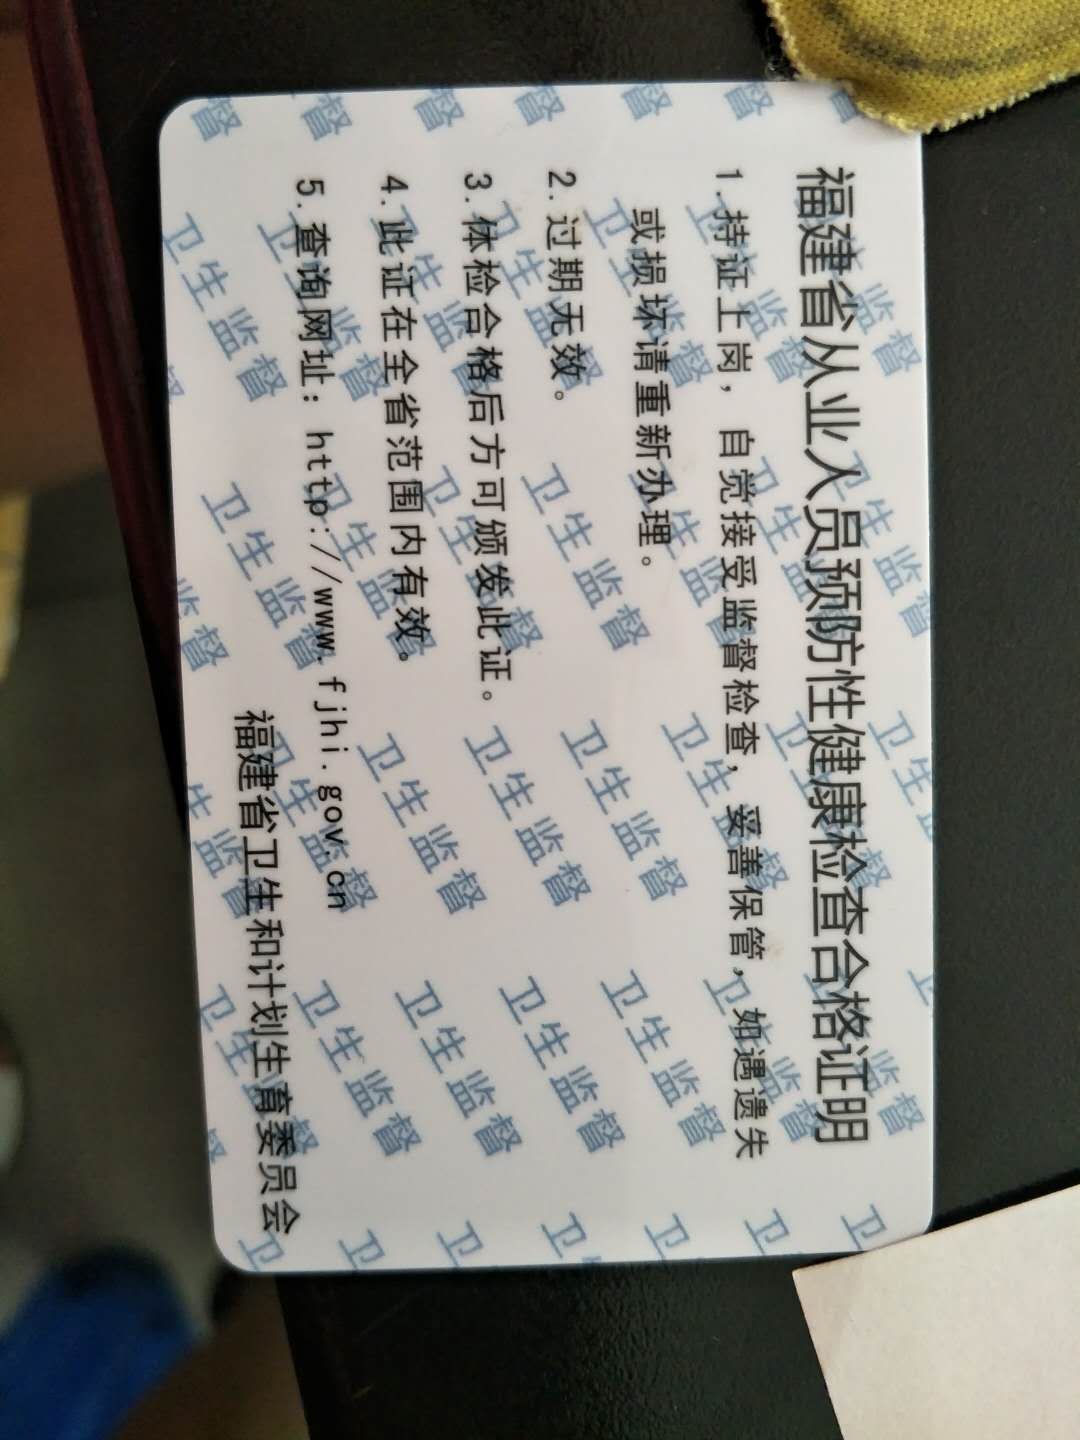 福建省从业人员预防性健康检查合格证明
1.持证上岗，自觉接受监督检查，妥善保管，如遇遗失
或损坏请重新办理。
2.过期无效。
3.体检合格后方可颁发此证。
4.此证在全省范围内有效。
5.查询网址：http://www.fjhi.gov.cn
福建省卫生和计划生育委员会
卫生监督